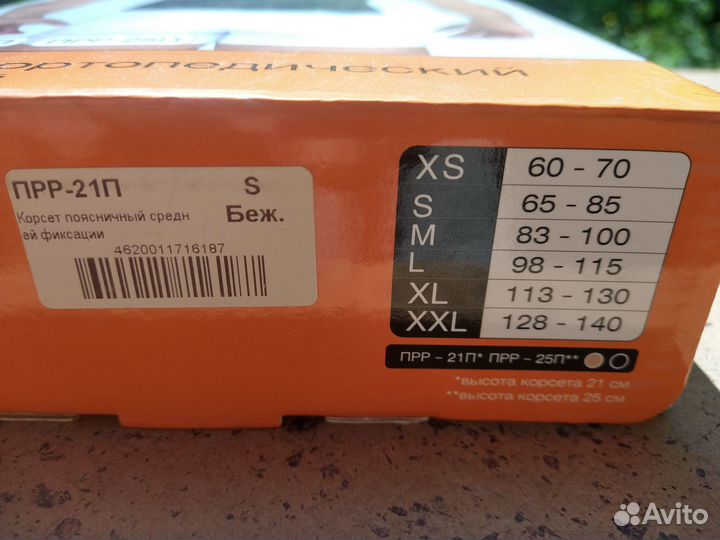 ортопедический
ПРР-21П S
Корсет поясничный средн Беж.
ей фиксации
4620011716187
XS 60 - 70
S 65 - 85
M 83 - 100
L 98 - 115
XL 113 - 130
XXL 128 - 140
ПРР - 21П* ПРР - 25П**
*высота корсета 21 см
**высота корсета 25 см
Avito